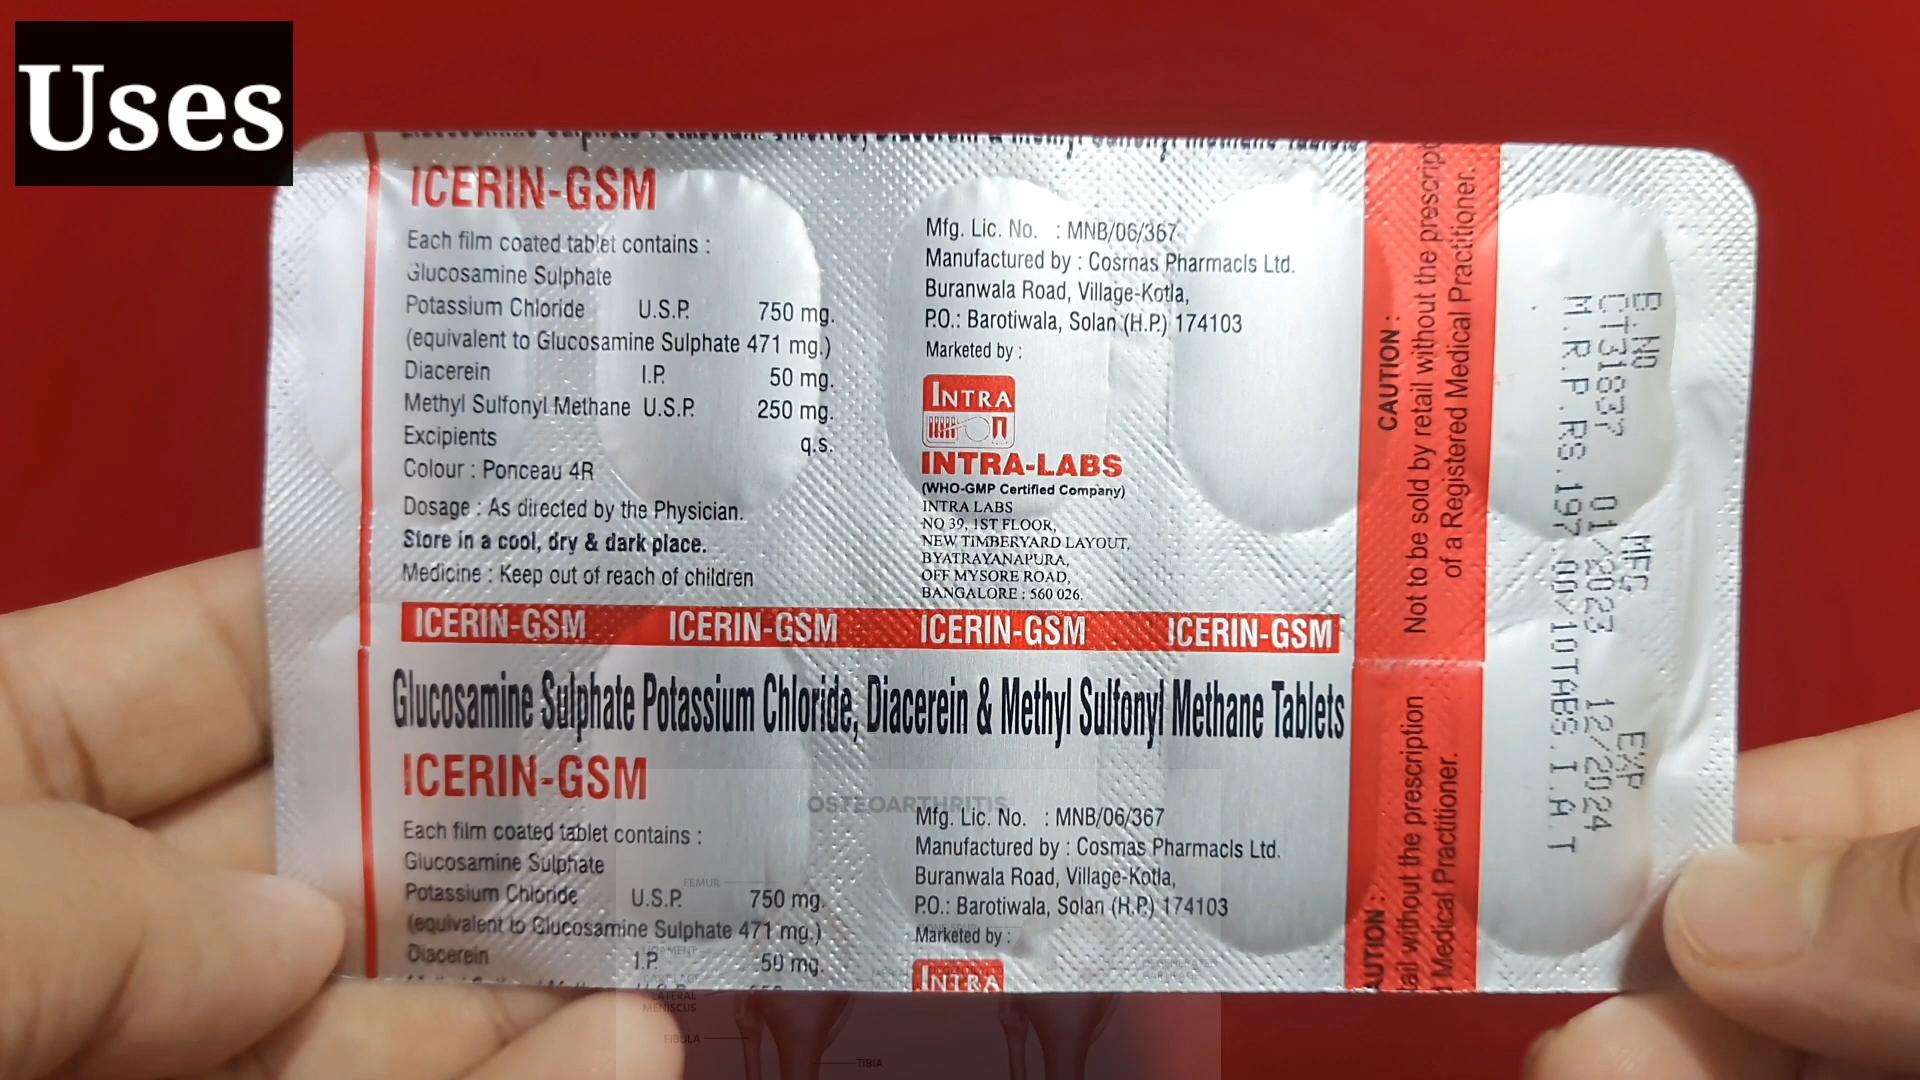 Uses
ICERIN-GSM
Each film coated tablet contains :
Glucosamine Sulphate
Potassium Chloride U.S.P. 750 mg.
(equivalent to Glucosamine Sulphate 471 mg.)
Diacerein I.P. 50 mg.
Methyl Sulfonyl Methane U.S.P. 250 mg.
Excipients q.s.
Colour : Ponceau 4R
Dosage : As directed by the Physician.
Store in a cool, dry & dark place.
Medicine : Keep out of reach of children
Mfg. Lic. No. : MNB/06/367
Manufactured by : Cosmas Pharmacls Ltd.
Buranwala Road, Village-Kotla,
P.O.: Barotiwala, Solan (H.P.) 174103
Marketed by :
INTRA
INTRA-LABS
(WHO-GMP Certified Company)
INTRA LABS
NO 39, 1ST FLOOR,
NEW TIMBERYARD LAYOUT,
BYATRAYANAPURA,
OFF MYSORE ROAD,
BANGALORE : 560 026.
ICERIN-GSM ICERIN-GSM ICERIN-GSM ICERIN-GSM
Glucosamine Sulphate Potassium Chloride, Diacerein & Methyl Sulfonyl Methane Tablets
ICERIN-GSM
Each film coated tablet contains :
Glucosamine Sulphate
Potassium Chloride U.S.P. 750 mg.
(equivalent to Glucosamine Sulphate 471 mg.)
Diacerein I.P. 50 mg.
Mfg. Lic. No. : MNB/06/367
Manufactured by : Cosmas Pharmacls Ltd.
Buranwala Road, Village-Kotla,
P.O.: Barotiwala, Solan (H.P.) 174103
Marketed by :
INTRA
CAUTION :
Not to be sold by retail without the prescrip
of a Registered Medical Practitioner.
AUTION :
ail without the prescription
Medical Practitioner.
B.NO MFG EXP
CT31837 01/2023 12/2024
M.R.P.RS.197.00/10TABS.I.A.T
OSTEOARTHRITIS
FEMUR
LIGAMENT
LATERAL
MENISCUS
FIBULA
TIBIA
DEGENERATED